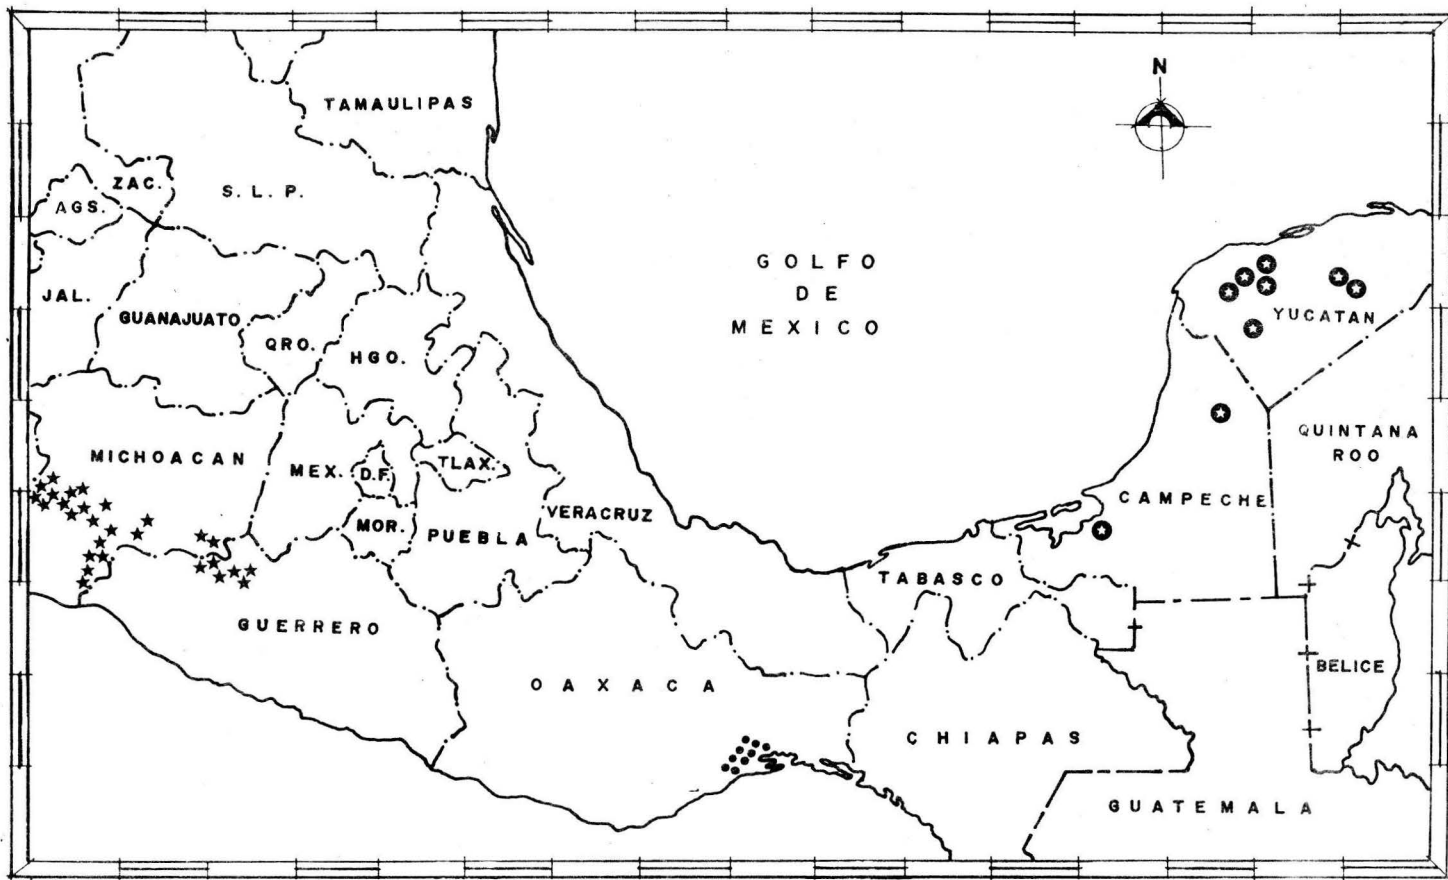 N
TAMAULIPAS
ZAC.
S. L. P.
AGS.
JAL.
GUANAJUATO
QRO.
HGO.
GOLFO
DE
MEXICO
YUCATAN
MICHOACAN
MEX.
D.F.
TLAX.
MOR.
PUEBLA
VERACRUZ
CAMPECHE
QUINTANA
ROO
TABASCO
GUERRERO
OAXACA
CHIAPAS
BELICE
GUATEMALA